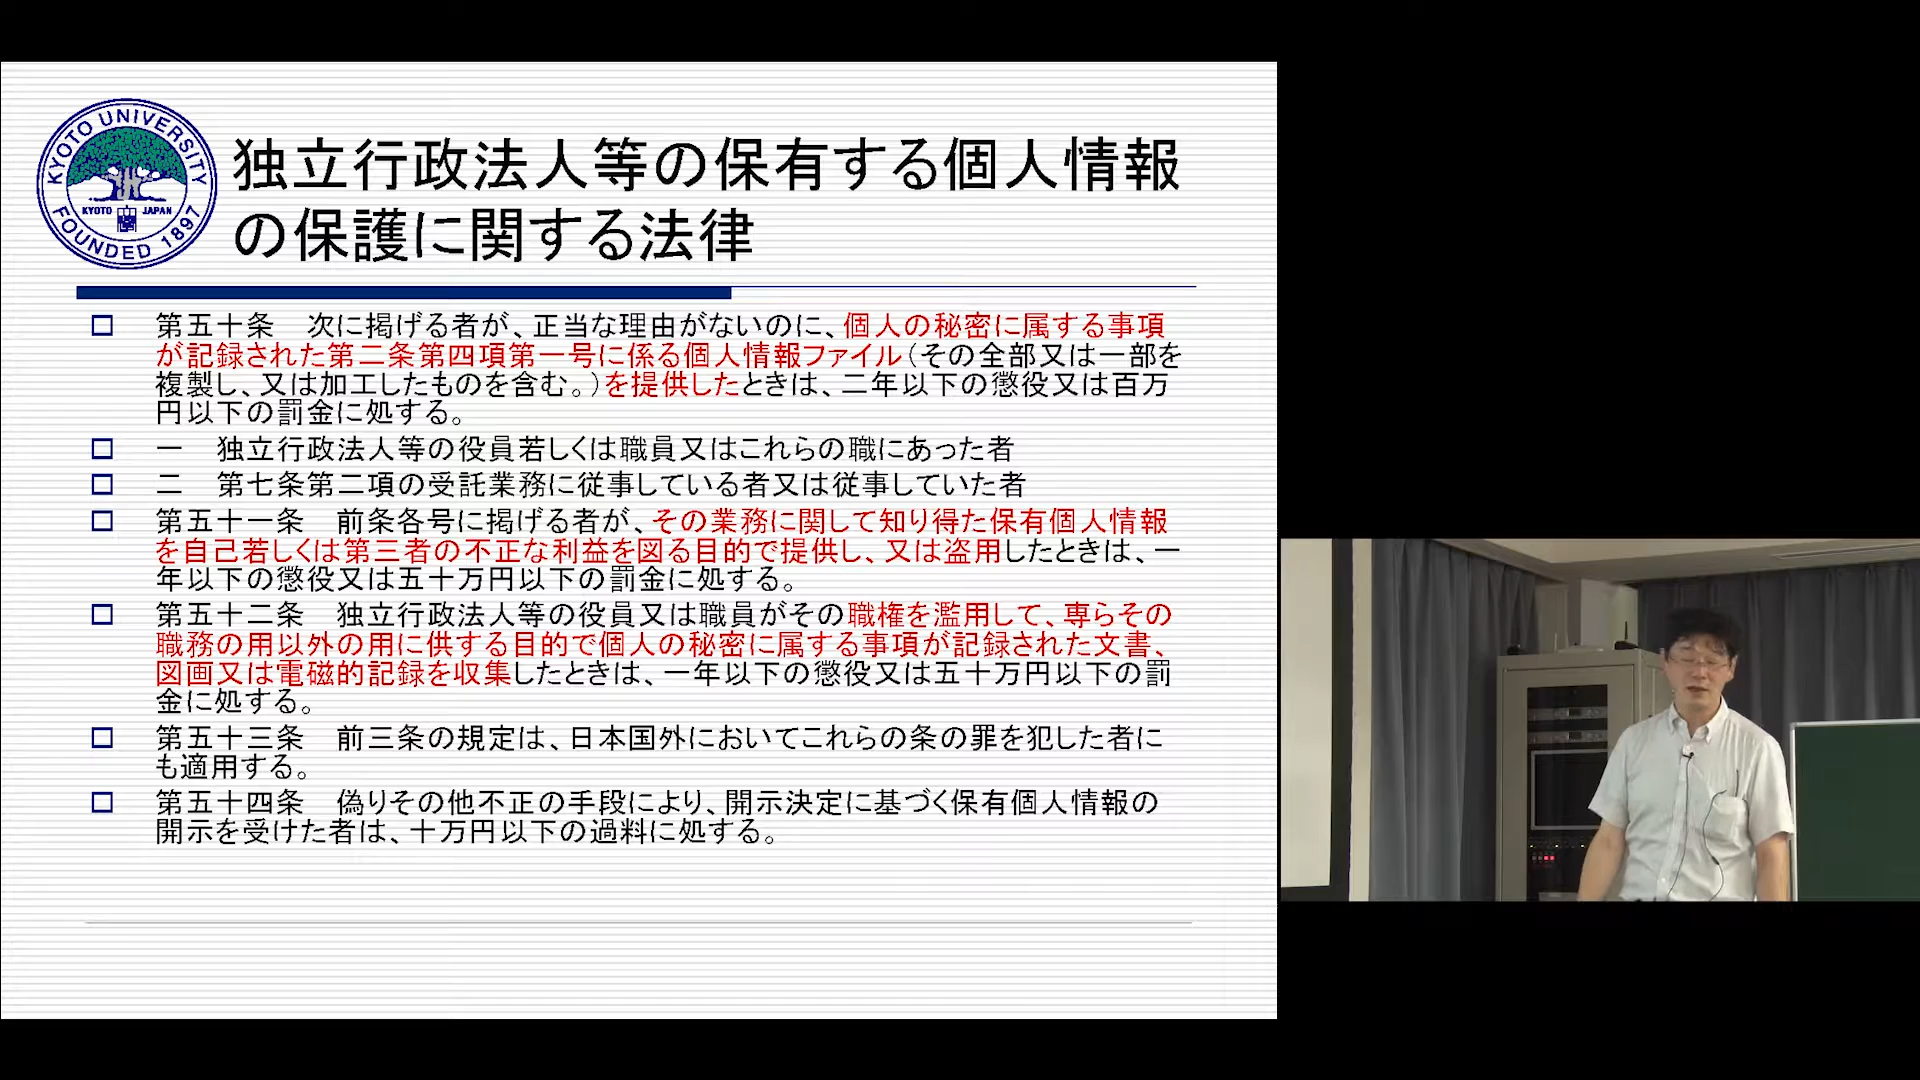 KYOTO UNIVERSITY
KYOTO JAPAN
FOUNDED 1897
独立行政法人等の保有する個人情報
の保護に関する法律
第五十条　次に掲げる者が、正当な理由がないのに、個人の秘密に属する事項
が記録された第二条第四項第一号に係る個人情報ファイル（その全部又は一部を
複製し、又は加工したものを含む。）を提供したときは、二年以下の懲役又は百万
円以下の罰金に処する。
一　独立行政法人等の役員若しくは職員又はこれらの職にあった者
二　第七条第二項の受託業務に従事している者又は従事していた者
第五十一条　前条各号に掲げる者が、その業務に関して知り得た保有個人情報
を自己若しくは第三者の不正な利益を図る目的で提供し、又は盗用したときは、一
年以下の懲役又は五十万円以下の罰金に処する。
第五十二条　独立行政法人等の役員又は職員がその職権を濫用して、専らその
職務の用以外の用に供する目的で個人の秘密に属する事項が記録された文書、
図画又は電磁的記録を収集したときは、一年以下の懲役又は五十万円以下の罰
金に処する。
第五十三条　前三条の規定は、日本国外においてこれらの条の罪を犯した者に
も適用する。
第五十四条　偽りその他不正の手段により、開示決定に基づく保有個人情報の
開示を受けた者は、十万円以下の過料に処する。